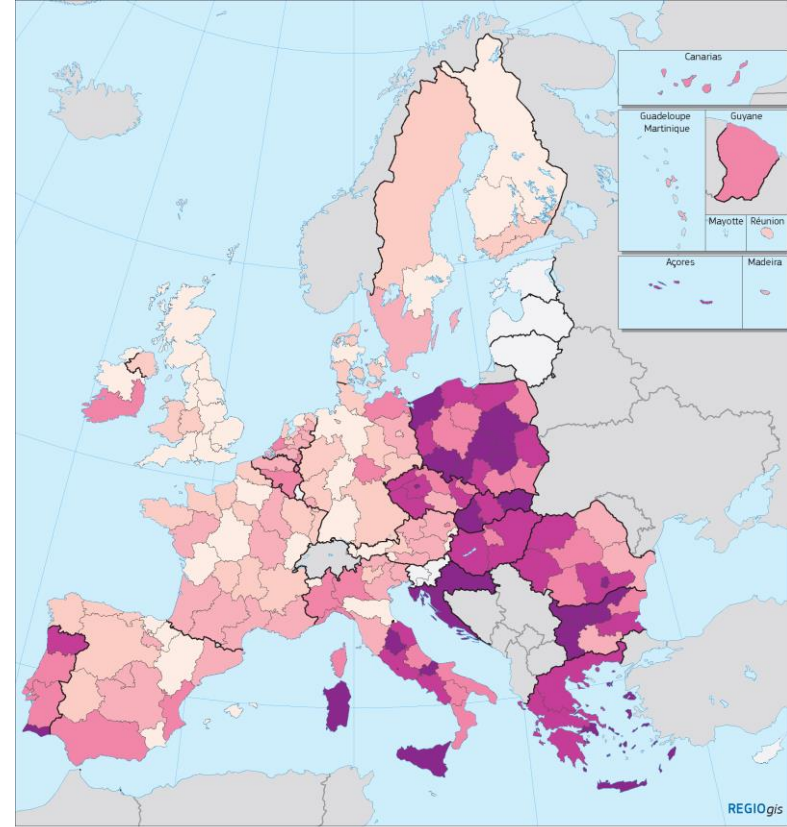 Canarias
Guadeloupe
Martinique
Guyane
Mayotte
Réunion
Açores
Madeira
REGIOgis